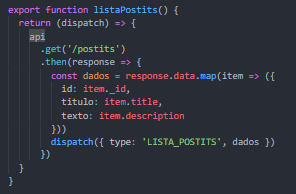 export function listaPostits() {
  return (dispatch) => {
    api
      .get('/postits')
      .then(response => {
        const dados = response.data.map(item => ({
          id: item._id,
          titulo: item.title,
          texto: item.description
        }))
        dispatch({ type: 'LISTA_POSTITS', dados })
      })
  }
}